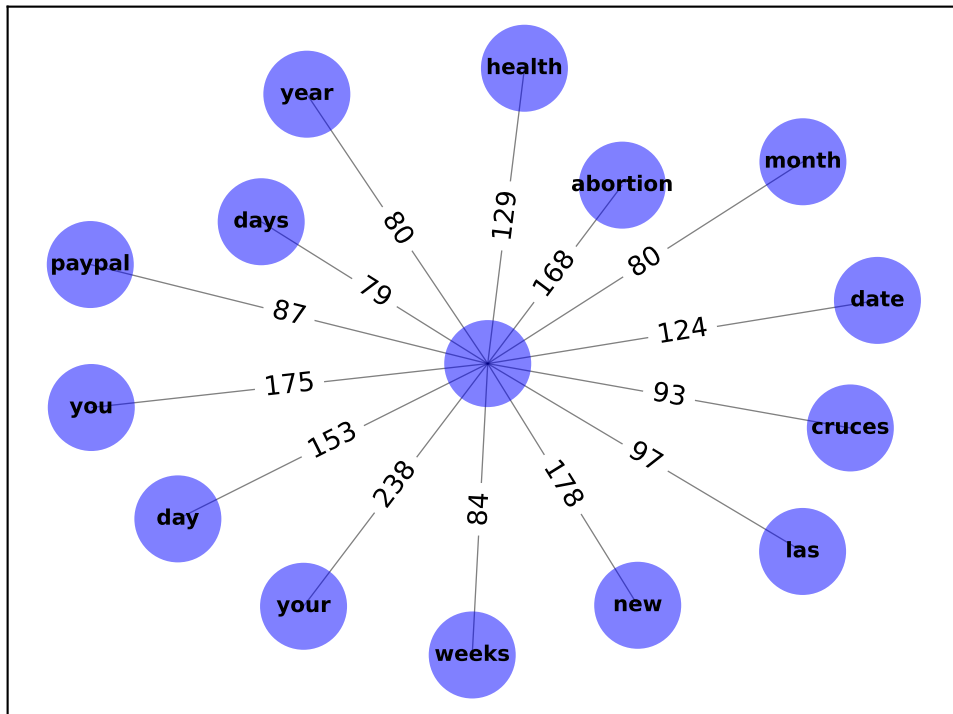 health
year
month
abortion
129
days
80
paypal
80
168
79
date
87
124
175
93
you
cruces
153
97
238
178
84
day
las
your
new
weeks